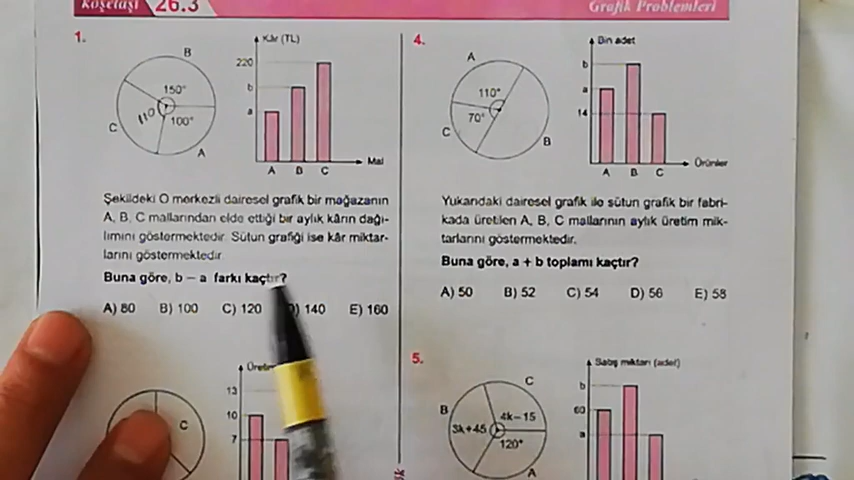 Köşetaşı 26.3
Grafik Problemleri
1.
B
150°
110
100°
C
A
Kâr (TL)
220
b
a
A B C
Mal
Şekildeki O merkezli dairesel grafik bir mağazanın
A, B, C mallarından elde ettiği bir aylık kârın dağı-
lımını göstermektedir. Sütun grafiği ise kâr miktar-
larını göstermektedir.
Buna göre, b – a farkı kaçtır?
A) 80 B) 100 C) 120 D) 140 E) 160
C
Üretim
13
10
7
4.
A
110°
70°
C
B
Bin adet
b
a
14
A B C
Ürünler
Yukarıdaki dairesel grafik ile sütun grafik bir fabri-
kada üretilen A, B, C mallarının aylık üretim mik-
tarlarını göstermektedir.
Buna göre, a + b toplamı kaçtır?
A) 50 B) 52 C) 54 D) 56 E) 58
5.
C
B
4k–15
3k+45
120°
A
Satış miktarı (adet)
b
60
a